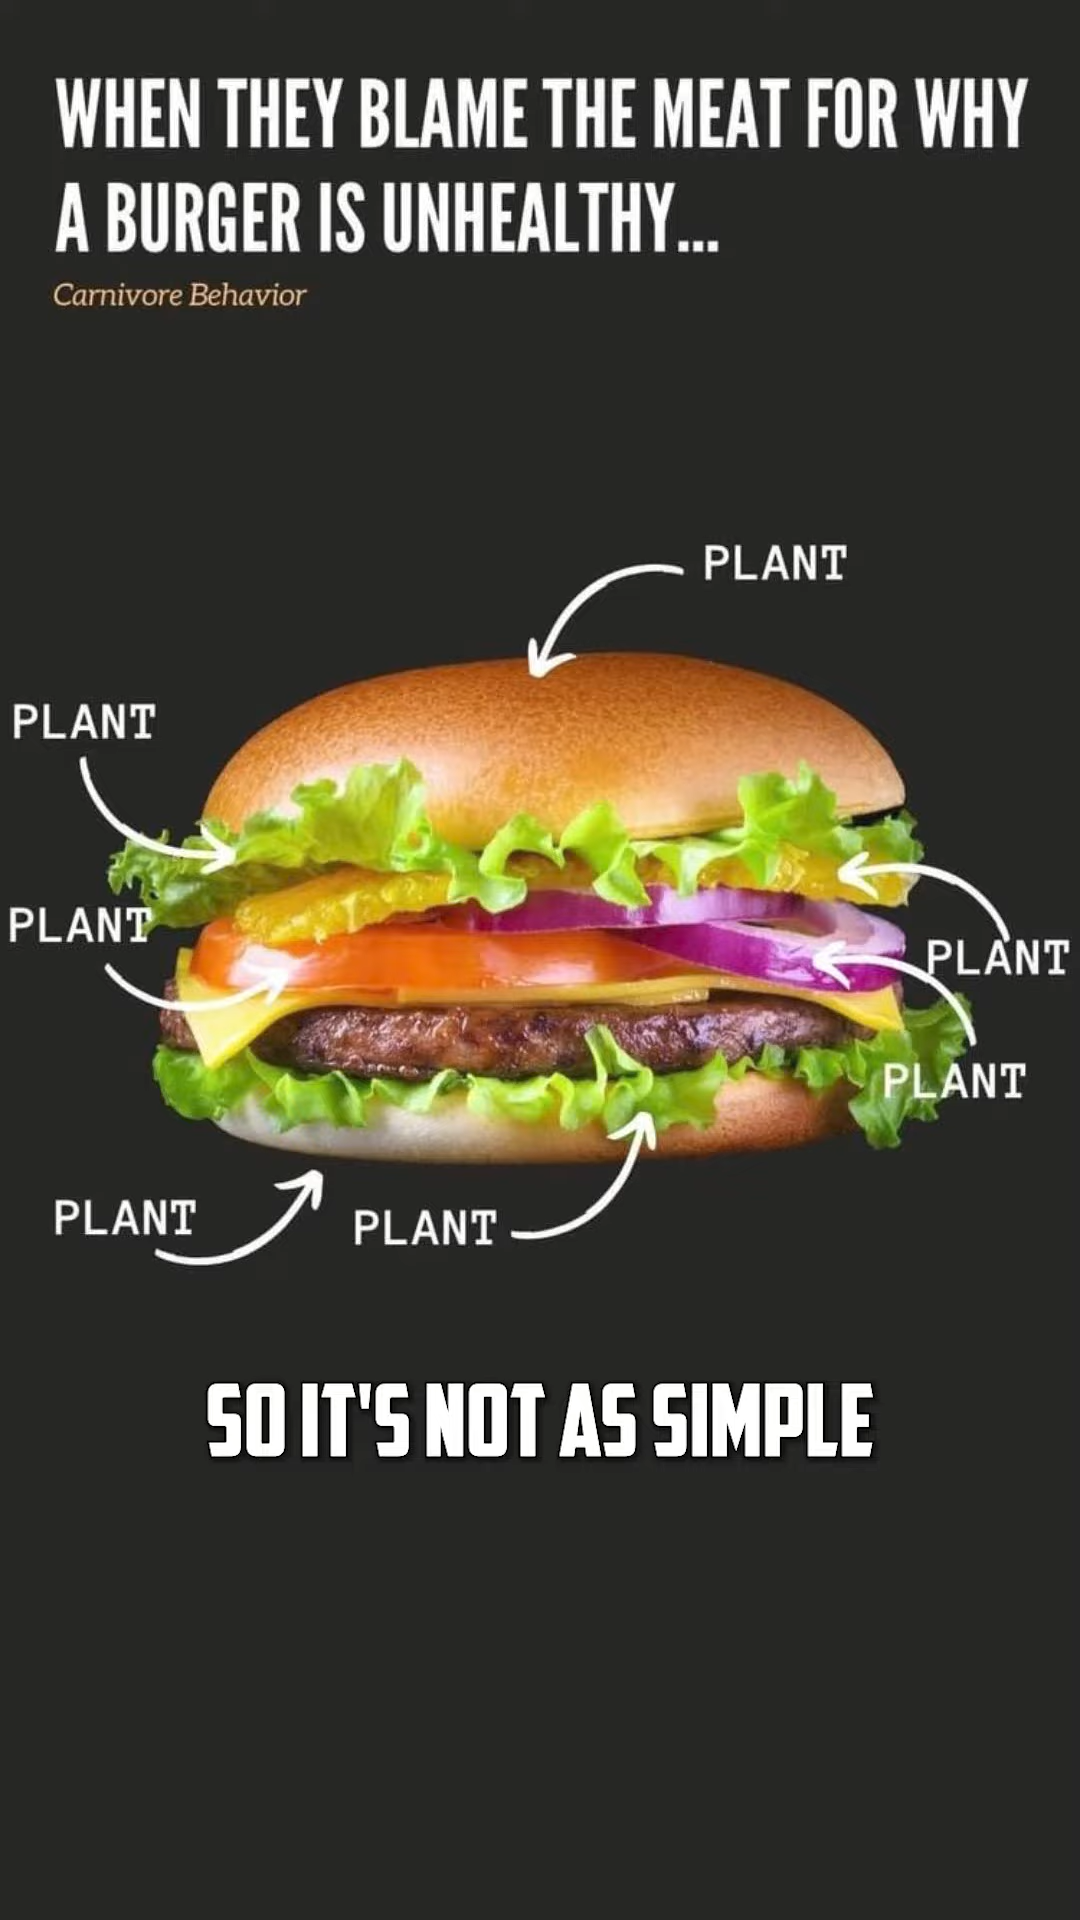 WHEN THEY BLAME THE MEAT FOR WHY
A BURGER IS UNHEALTHY...
Carnivore Behavior
PLANT
PLANT
PLANT
PLANT
PLANT
PLANT
PLANT
SO IT'S NOT AS SIMPLE